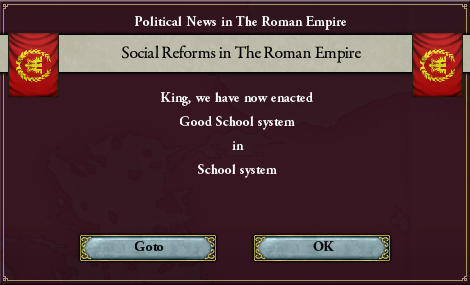 Political News in The Roman Empire
Social Reforms in The Roman Empire
King, we have now enacted
Good School system
in
School system
Goto
OK